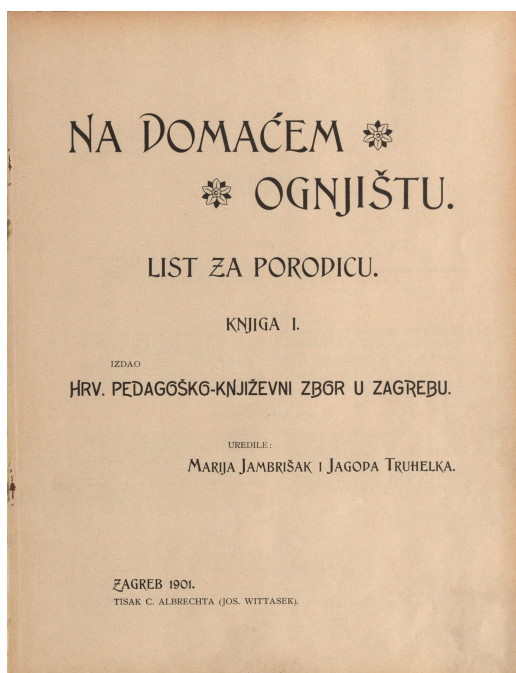 NA DOMAĆEM
OGNJIŠTU.
LIST ZA PORODICU.
KNJIGA I.
IZDAO
HRV. PEDAGOŠKO-KNJIŽEVNI ZBOR U ZAGREBU.
UREDILE:
MARIJA JAMBRIŠAK I JAGODA TRUHELKA.
ZAGREB 1901.
TISAK C. ALBRECHTA (JOS. WITTASEK).